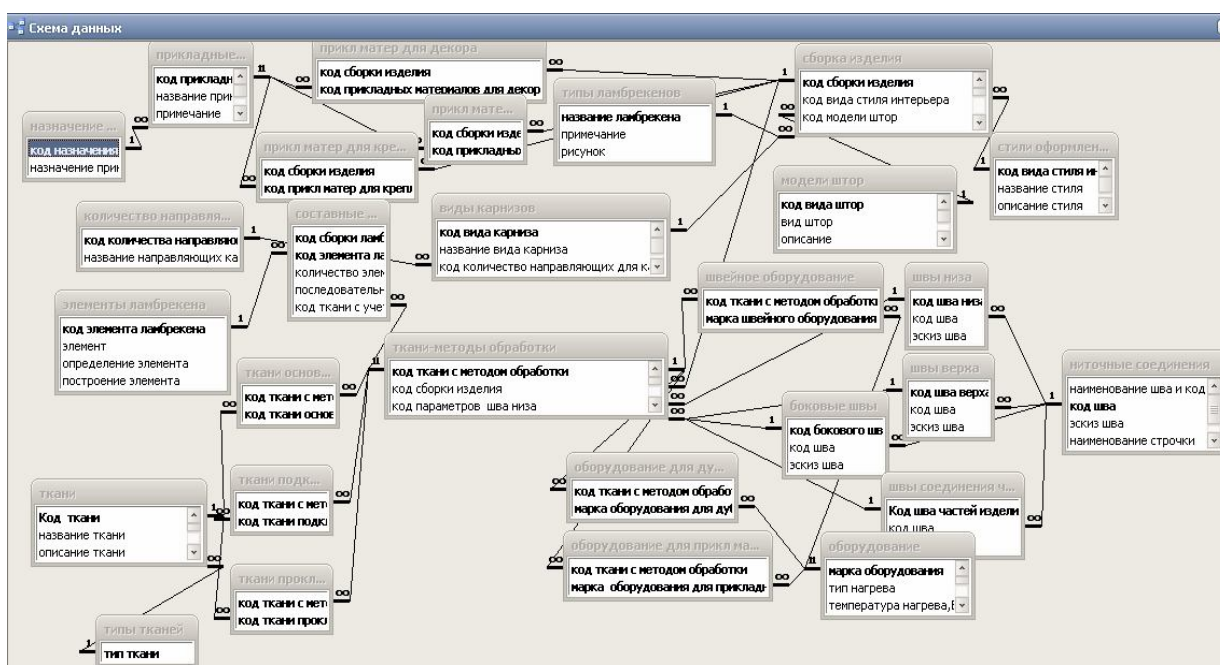 Схема данных
прикладные...
код прикладн
название при
примечание
прикл матер для декора
код сборки изделия
код прикладных материалов для декор
сборка изделия
код сборки изделия
код вида стиля интерьера
код модели штор
назначение ...
код назначения
назначение при
прикл мате...
код сборки изде
код прикладны
типы ламбрекенов
название ламбрекена
примечание
рисунок
прикл матер для кре...
код сборки изделия
код прикл матер для крепл
стили оформлен...
код вида стиля ин
название стиля
описание стиля
модели штор
код вида штор
вид штор
описание
количество направля...
код количества направляю
название направляющих ка
составные ...
код сборки ламб
код элемента ла
количество элем
последовательн
код ткани с уче
виды карнизов
код вида карниза
название вида карниза
код количество направляющих для к
элементы ламбрекена
код элемента ламбрекена
элемент
определение элемента
построение элемента
швейное оборудование
код ткани с методом обработки
марка швейного оборудования
швы низа
код шва низа
код шва
эскиз шва
ткани-методы обработки
код ткани с методом обработки
код сборки изделия
код параметров шва низа
ткани основ...
код ткани с мет
код ткани основ
швы верха
код шва верха
код шва
эскиз шва
ниточные соединения
наименование шва и код
код шва
эскиз шва
наименование строчки
боковые швы
код бокового шв
код шва
эскиз шва
ткани
Код ткани
название ткани
описание ткани
ткани подк...
код ткани с мет
код ткани подкл
оборудование для ду...
код ткани с методом обрабо
марка оборудования для дуб
швы соединения ч...
Код шва частей издели
код шва
оборудование для прикл ма...
код ткани с методом обработки
марка оборудования для приклад
оборудование
марка оборудования
тип нагрева
температура нагрева,
ткани прокл...
код ткани с мет
код ткани прокл
типы тканей
тип ткани